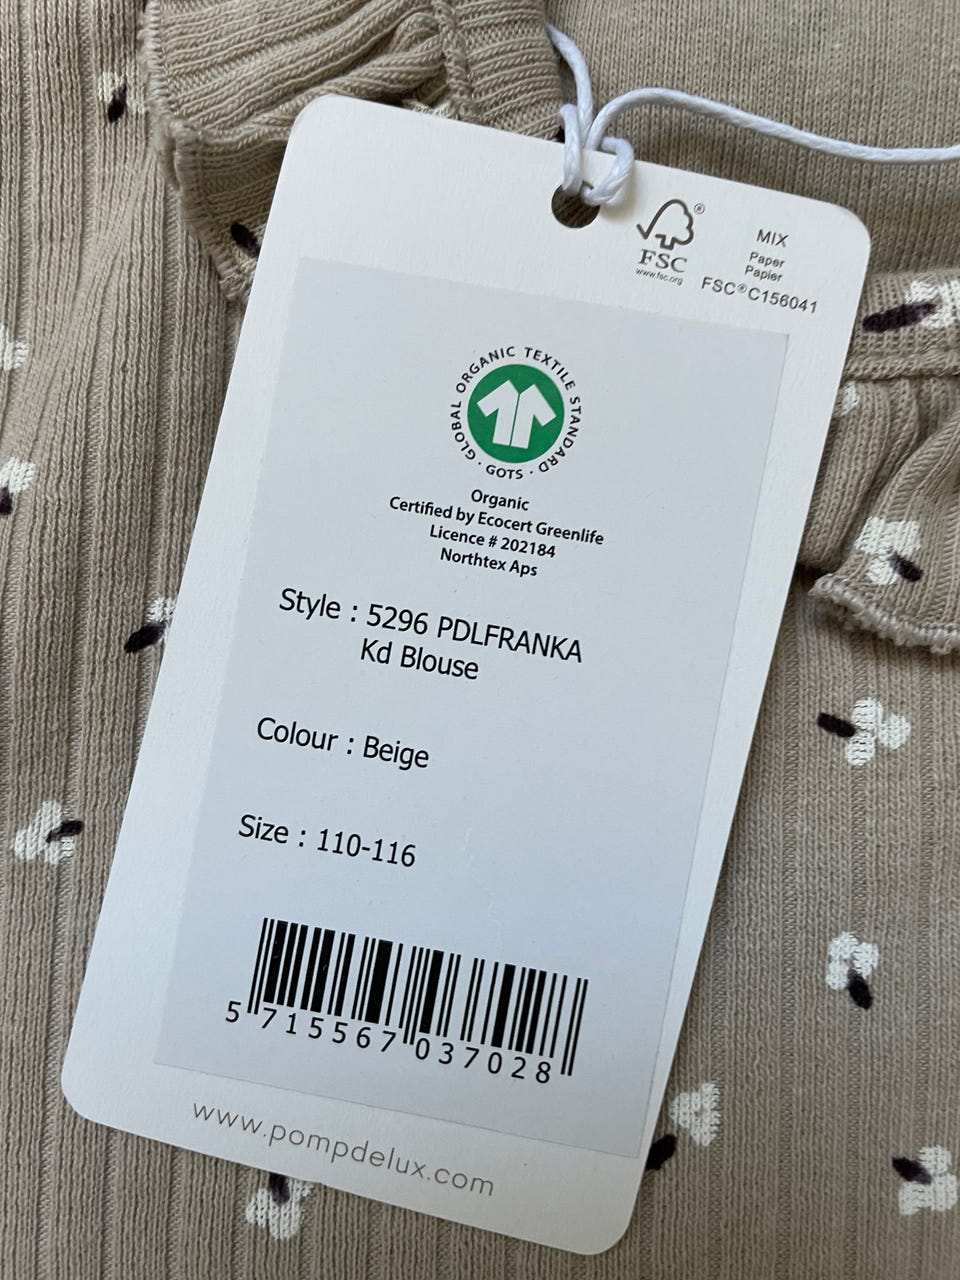 FSC®
www.fsc.org
MIX
Paper
Papier
FSC®C156041
GLOBAL ORGANIC TEXTILE STANDARD · GOTS ·
Organic
Certified by Ecocert Greenlife
Licence # 202184
Northtex Aps
Style : 5296 PDLFRANKA
Kd Blouse
Colour : Beige
Size : 110-116
5 715567 037028
www.pompdelux.com